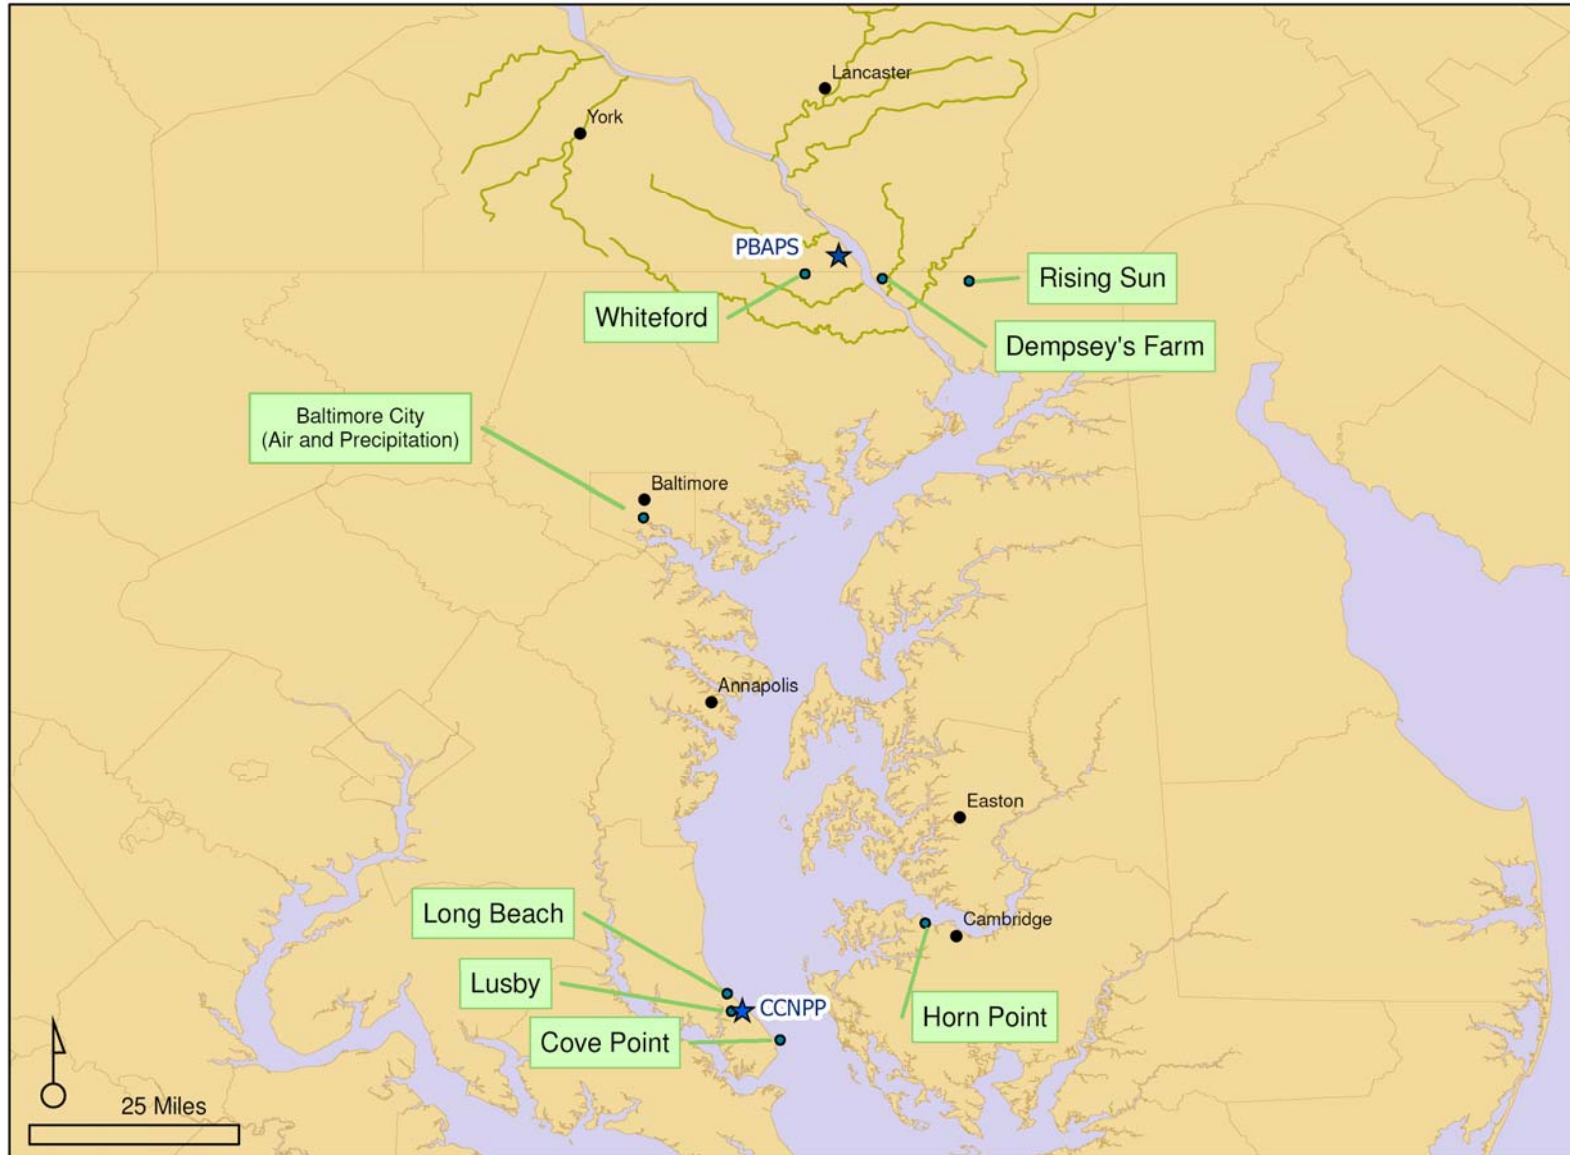 Lancaster
York
PBAPS
Rising Sun
Whiteford
Dempsey's Farm
Baltimore City
(Air and Precipitation)
Baltimore
Annapolis
Easton
Long Beach
Cambridge
Lusby
CCNPP
Horn Point
Cove Point
25 Miles